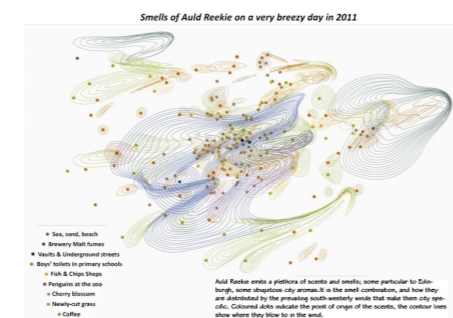 Smells of Auld Reekie on a very breezy day in 2011
Sea, sand, beach
Brewery Malt fumes
Vaults & Underground streets
Boys' toilets in primary schools
Fish & Chips Shops
Penguins at the zoo
Cherry blossom
Newly-cut grass
Coffee
Auld Reeke emits a plethora of scents and smells; some particular to Edin-
burgh, some ubiquitous city aromas.It is the smell combination, and how they
are distributed by the prevailing south-westerly winds that make them city spe-
cific. Coloured dots indicate the point of origin of the scents, the contour lines
show where they blow to in the wind.